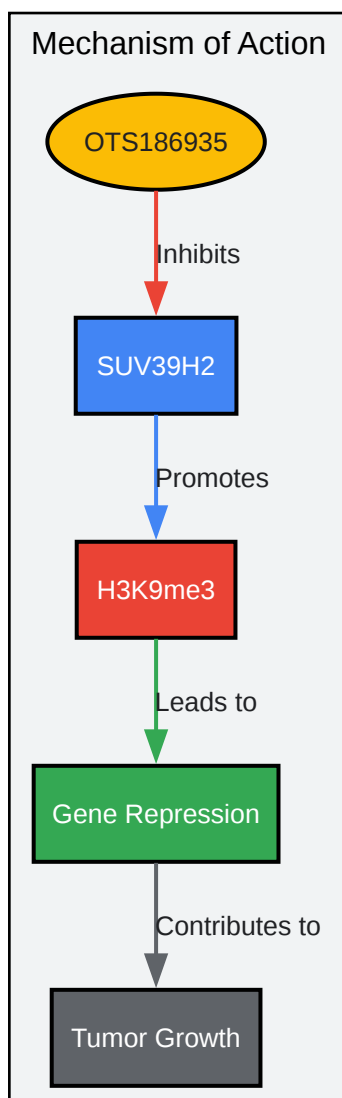 Mechanism of Action
OTS186935
Inhibits
SUV39H2
Promotes
H3K9me3
Leads to
Gene Repression
Contributes to
Tumor Growth